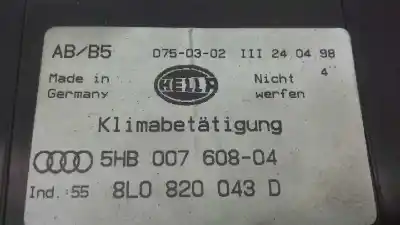 AB/B5 D75-03-02 III 24 04 98
Made in Germany
HELLA
Nicht 4"
werfen
Klimabetätigung
5HB 007 608-04
Ind.:55 8L0 820 043 D